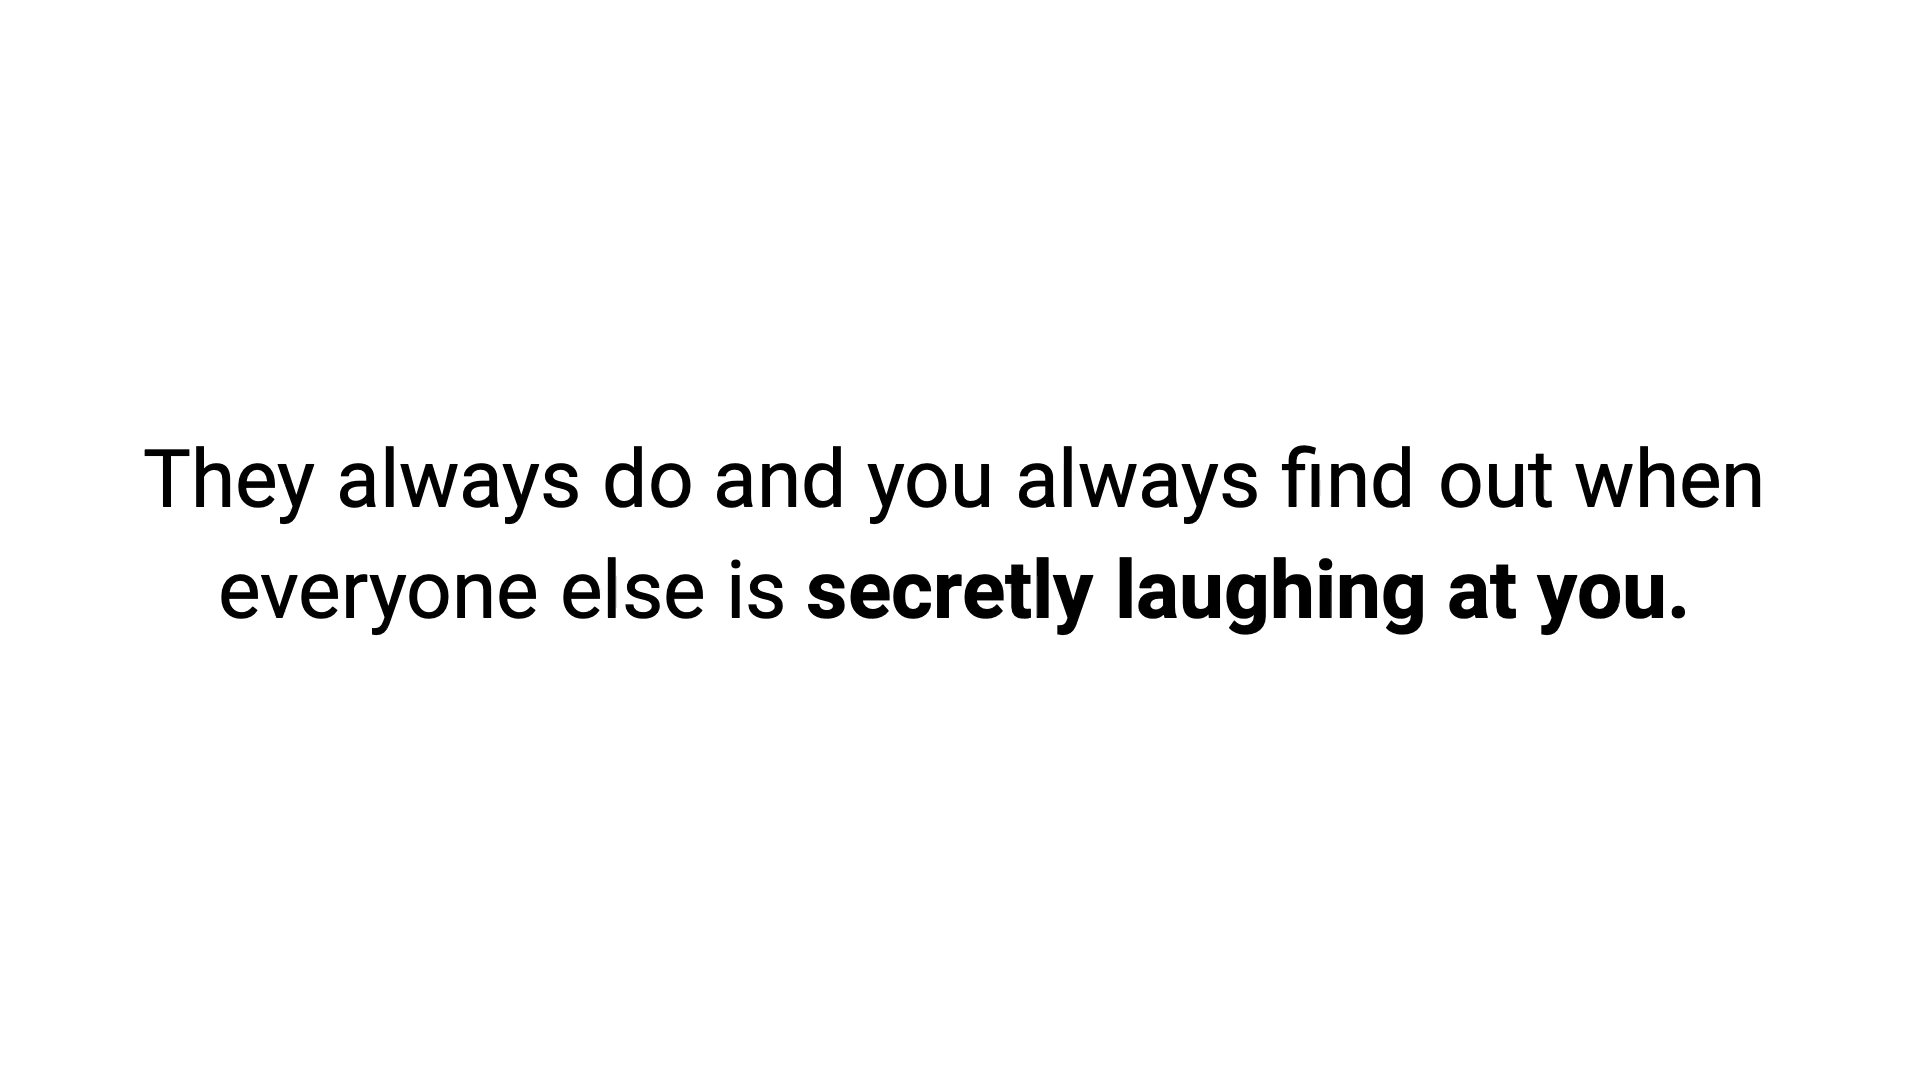 They always do and you always find out when
everyone else is secretly laughing at you.